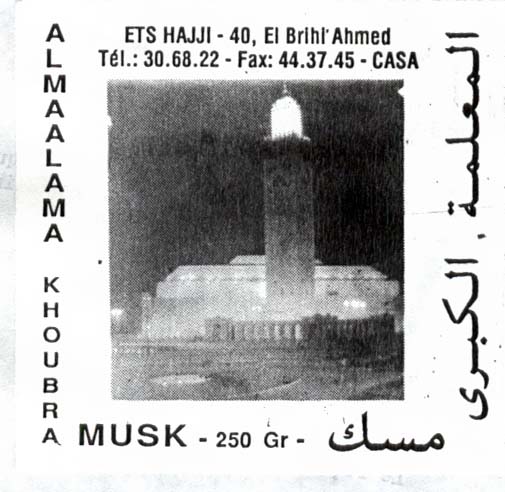 ETS HAJJI - 40, El Brihi Ahmed
Tél.: 30.68.22 - Fax: 44.37.45 - CASA
ALMAALAMA KHOUBRA
المعلمة الكبرى
MUSK - 250 Gr - مسك